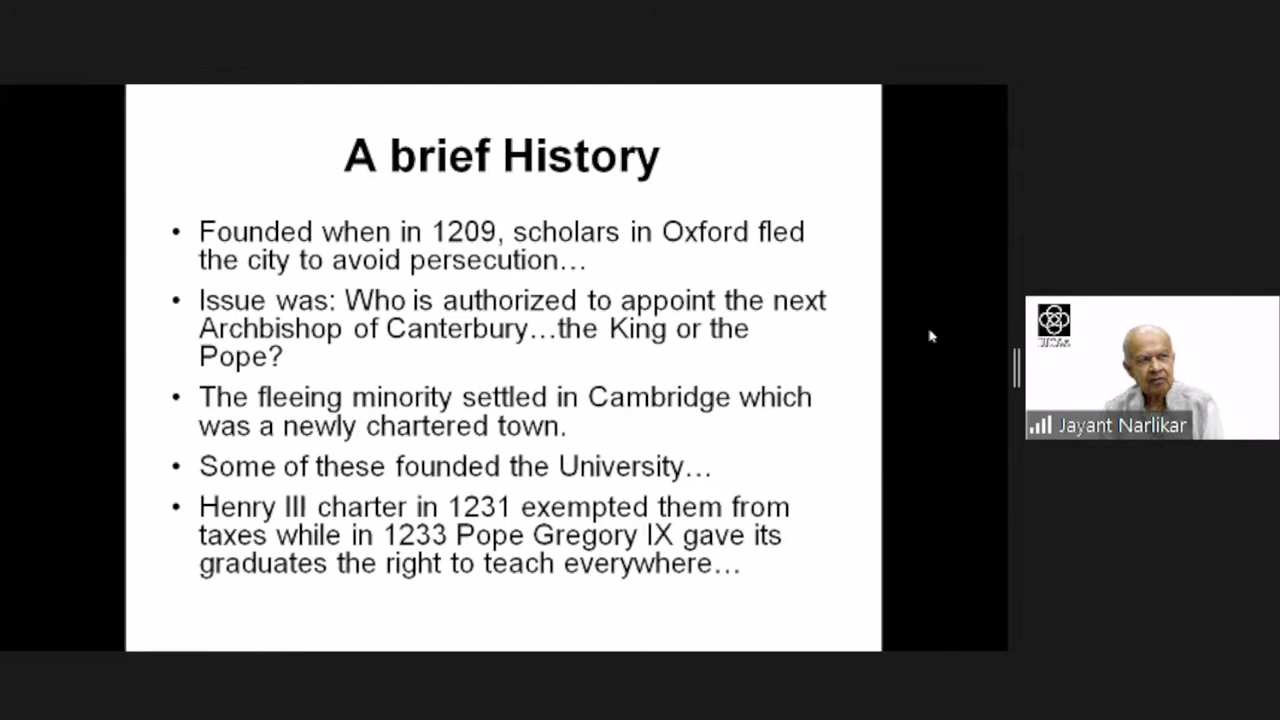 A brief History
• Founded when in 1209, scholars in Oxford fled
the city to avoid persecution…
• Issue was: Who is authorized to appoint the next
Archbishop of Canterbury…the King or the
Pope?
• The fleeing minority settled in Cambridge which
was a newly chartered town.
• Some of these founded the University…
• Henry III charter in 1231 exempted them from
taxes while in 1233 Pope Gregory IX gave its
graduates the right to teach everywhere…
Jayant Narlikar